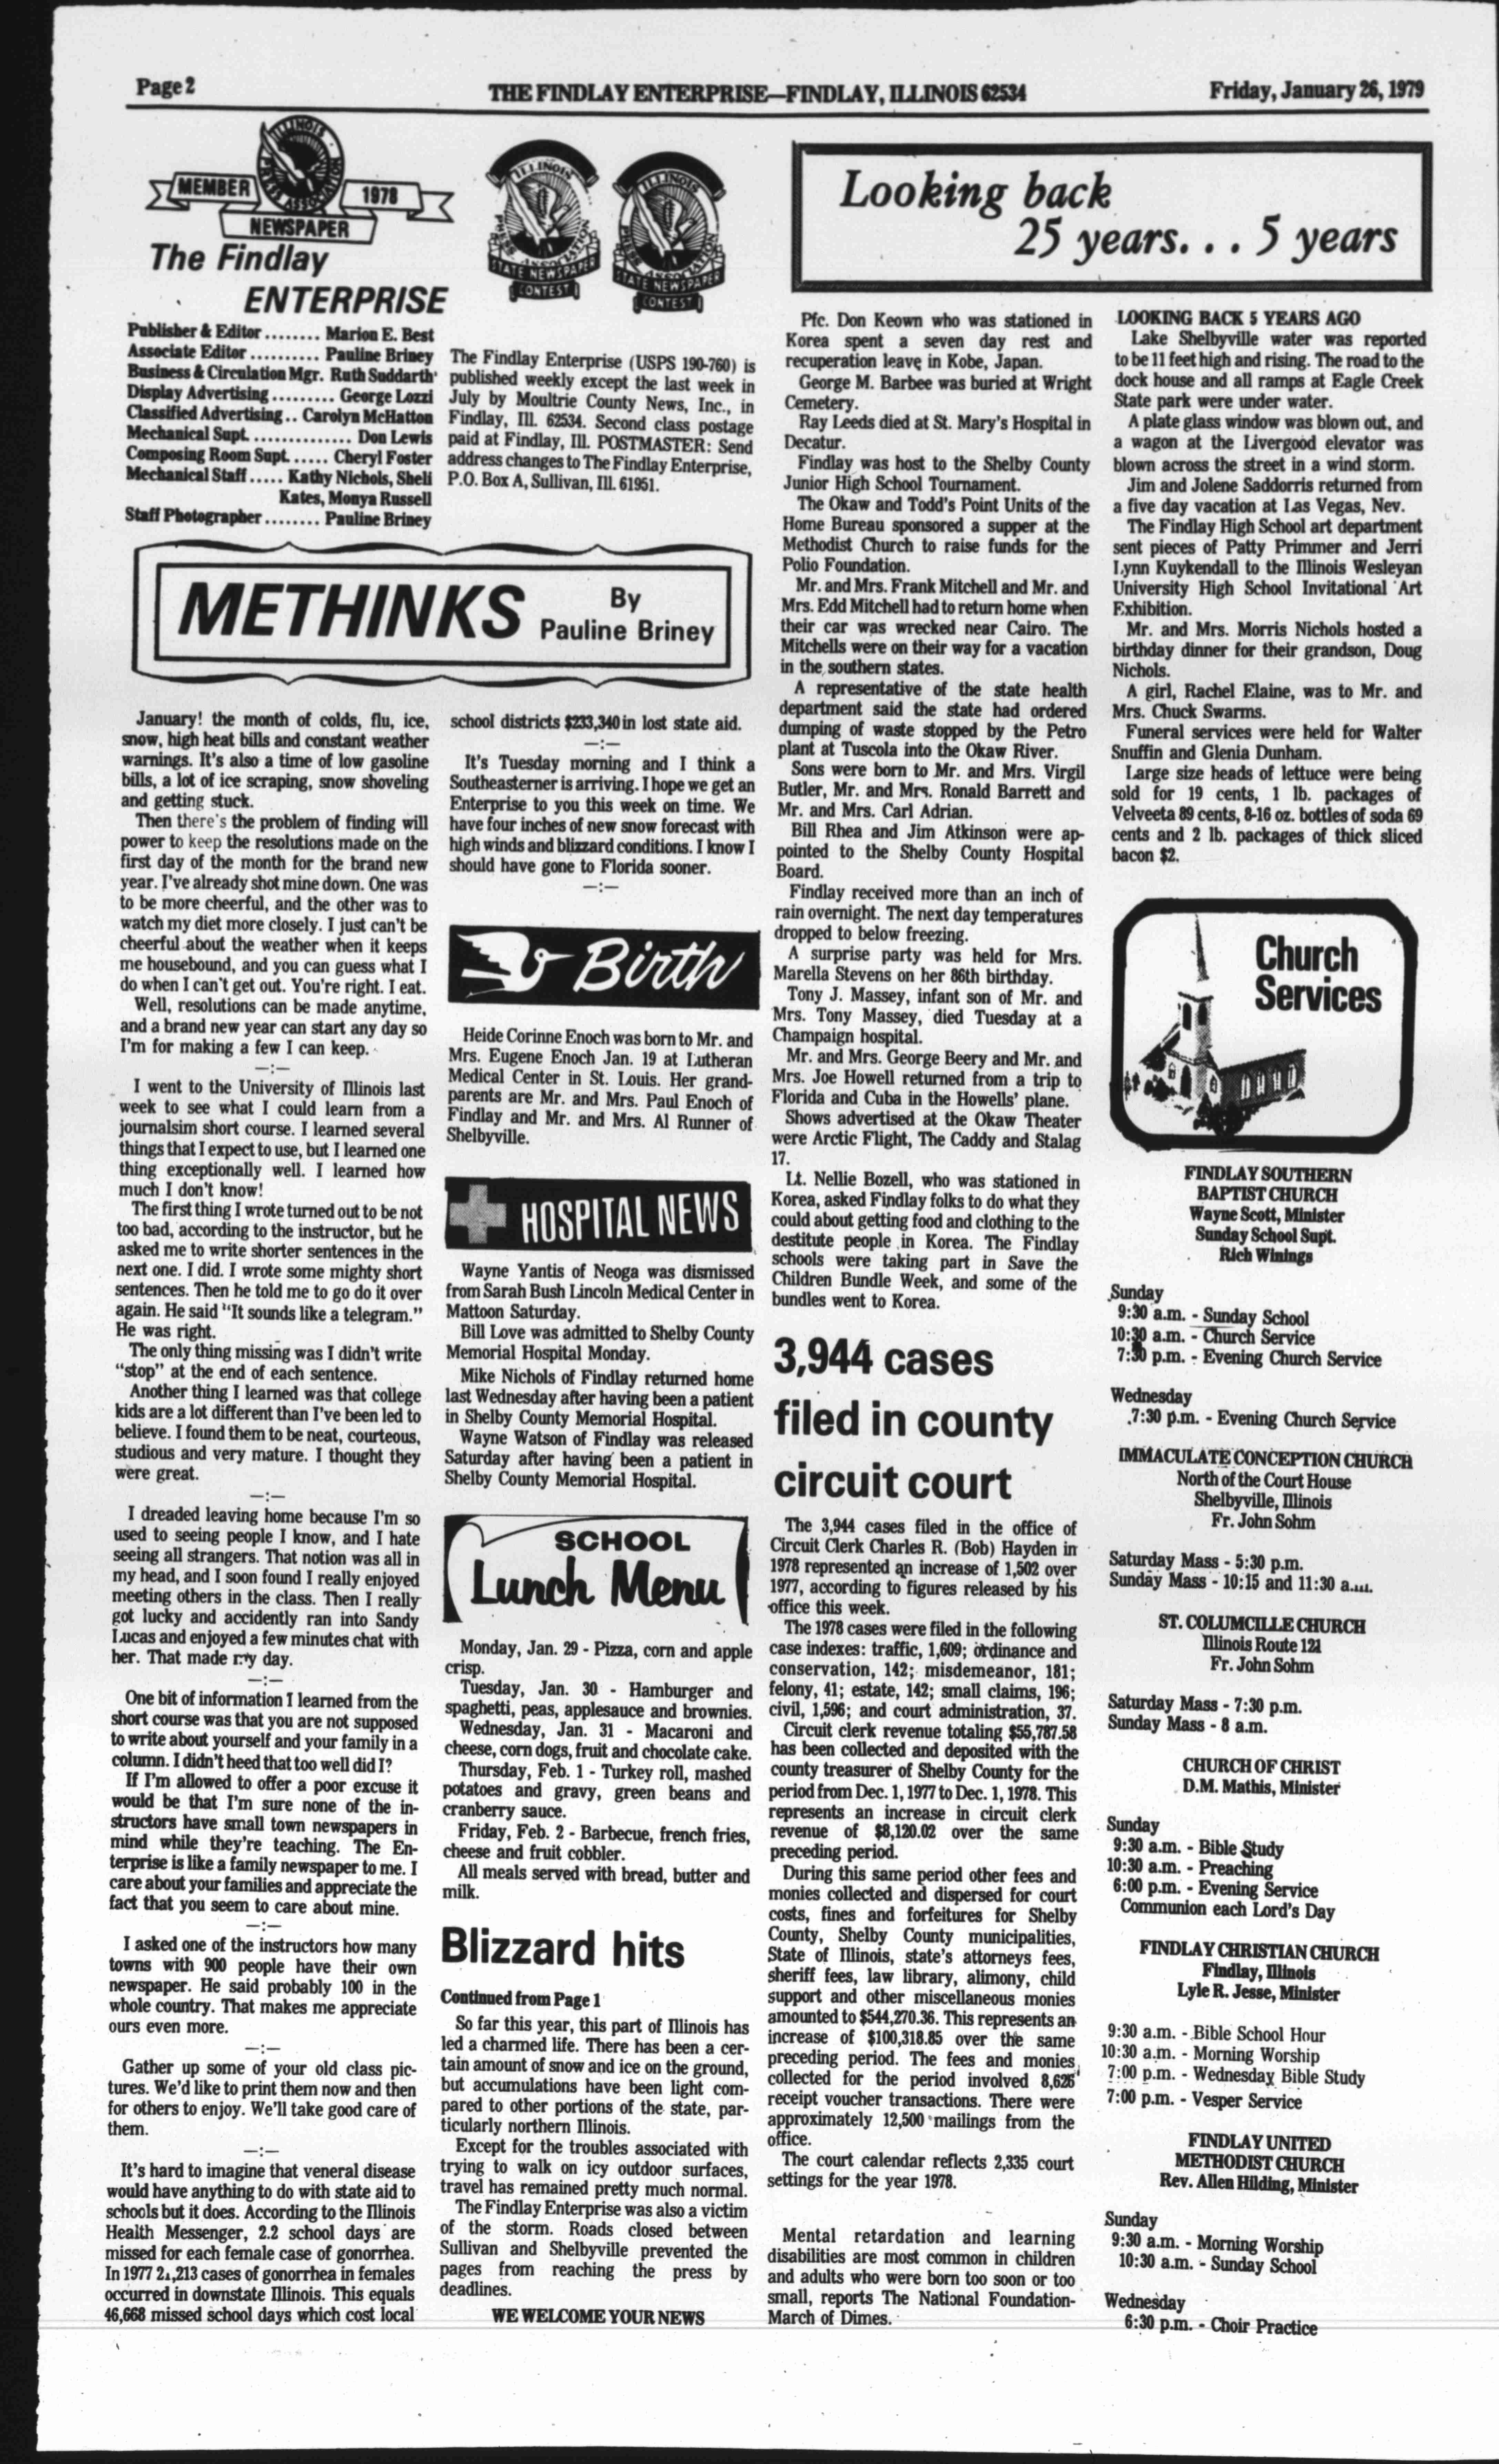 Page 2
THE FINDLAY ENTERPRISE—FINDLAY, ILLINOIS 62534
Friday, January 26, 1979
ILLINOIS
PRESS ASSOCIATION
MEMBER
1978
NEWSPAPER
The Findlay
ENTERPRISE
ILLINOIS
PRESS ASSOCIATION
STATE NEWSPAPER
CONTEST
ILLINOIS
PRESS ASSOCIATION
STATE NEWSPAPER
CONTEST
Publisher & Editor ........ Marion E. Best
Associate Editor .......... Pauline Briney
Business & Circulation Mgr. Ruth Suddarth
Display Advertising ......... George Lozzi
Classified Advertising .. Carolyn McHatton
Mechanical Supt. .............. Don Lewis
Composing Room Supt. ..... Cheryl Foster
Mechanical Staff ..... Kathy Nichols, Sheli
Kates, Monya Russell
Staff Photographer ........ Pauline Briney
The Findlay Enterprise (USPS 190-760) is
published weekly except the last week in
July by Moultrie County News, Inc., in
Findlay, Ill. 62534. Second class postage
paid at Findlay, Ill. POSTMASTER: Send
address changes to The Findlay Enterprise,
P.O. Box A, Sullivan, Ill. 61951.
METHINKS
By
Pauline Briney
January! the month of colds, flu, ice,
snow, high heat bills and constant weather
warnings. It's also a time of low gasoline
bills, a lot of ice scraping, snow shoveling
and getting stuck.
Then there's the problem of finding will
power to keep the resolutions made on the
first day of the month for the brand new
year. I've already shot mine down. One was
to be more cheerful, and the other was to
watch my diet more closely. I just can't be
cheerful about the weather when it keeps
me housebound, and you can guess what I
do when I can't get out. You're right. I eat.
Well, resolutions can be made anytime,
and a brand new year can start any day so
I'm for making a few I can keep.
—:—
I went to the University of Illinois last
week to see what I could learn from a
journalsim short course. I learned several
things that I expect to use, but I learned one
thing exceptionally well. I learned how
much I don't know!
The first thing I wrote turned out to be not
too bad, according to the instructor, but he
asked me to write shorter sentences in the
next one. I did. I wrote some mighty short
sentences. Then he told me to go do it over
again. He said "It sounds like a telegram."
He was right.
The only thing missing was I didn't write
"stop" at the end of each sentence.
Another thing I learned was that college
kids are a lot different than I've been led to
believe. I found them to be neat, courteous,
studious and very mature. I thought they
were great.
—:—
I dreaded leaving home because I'm so
used to seeing people I know, and I hate
seeing all strangers. That notion was all in
my head, and I soon found I really enjoyed
meeting others in the class. Then I really
got lucky and accidently ran into Sandy
Lucas and enjoyed a few minutes chat with
her. That made my day.
—:—
One bit of information I learned from the
short course was that you are not supposed
to write about yourself and your family in a
column. I didn't heed that too well did I?
If I'm allowed to offer a poor excuse it
would be that I'm sure none of the in-
structors have small town newspapers in
mind while they're teaching. The En-
terprise is like a family newspaper to me. I
care about your families and appreciate the
fact that you seem to care about mine.
—:—
I asked one of the instructors how many
towns with 900 people have their own
newspaper. He said probably 100 in the
whole country. That makes me appreciate
ours even more.
—:—
Gather up some of your old class pic-
tures. We'd like to print them now and then
for others to enjoy. We'll take good care of
them.
—:—
It's hard to imagine that veneral disease
would have anything to do with state aid to
schools but it does. According to the Illinois
Health Messenger, 2.2 school days are
missed for each female case of gonorrhea.
In 1977 21,213 cases of gonorrhea in females
occurred in downstate Illinois. This equals
46,668 missed school days which cost local
school districts $233,340 in lost state aid.
—:—
It's Tuesday morning and I think a
Southeasterner is arriving. I hope we get an
Enterprise to you this week on time. We
have four inches of new snow forecast with
high winds and blizzard conditions. I know I
should have gone to Florida sooner.
—:—
Birth
Heide Corinne Enoch was born to Mr. and
Mrs. Eugene Enoch Jan. 19 at Lutheran
Medical Center in St. Louis. Her grand-
parents are Mr. and Mrs. Paul Enoch of
Findlay and Mr. and Mrs. Al Runner of
Shelbyville.
HOSPITAL NEWS
Wayne Yantis of Neoga was dismissed
from Sarah Bush Lincoln Medical Center in
Mattoon Saturday.
Bill Love was admitted to Shelby County
Memorial Hospital Monday.
Mike Nichols of Findlay returned home
last Wednesday after having been a patient
in Shelby County Memorial Hospital.
Wayne Watson of Findlay was released
Saturday after having been a patient in
Shelby County Memorial Hospital.
SCHOOL
Lunch Menu
Monday, Jan. 29 - Pizza, corn and apple
crisp.
Tuesday, Jan. 30 - Hamburger and
spaghetti, peas, applesauce and brownies.
Wednesday, Jan. 31 - Macaroni and
cheese, corn dogs, fruit and chocolate cake.
Thursday, Feb. 1 - Turkey roll, mashed
potatoes and gravy, green beans and
cranberry sauce.
Friday, Feb. 2 - Barbecue, french fries,
cheese and fruit cobbler.
All meals served with bread, butter and
milk.
Blizzard hits
Continued from Page 1
So far this year, this part of Illinois has
led a charmed life. There has been a cer-
tain amount of snow and ice on the ground,
but accumulations have been light com-
pared to other portions of the state, par-
ticularly northern Illinois.
Except for the troubles associated with
trying to walk on icy outdoor surfaces,
travel has remained pretty much normal.
The Findlay Enterprise was also a victim
of the storm. Roads closed between
Sullivan and Shelbyville prevented the
pages from reaching the press by
deadlines.
WE WELCOME YOUR NEWS
Looking back
25 years. . . 5 years
Pfc. Don Keown who was stationed in
Korea spent a seven day rest and
recuperation leave in Kobe, Japan.
George M. Barbee was buried at Wright
Cemetery.
Ray Leeds died at St. Mary's Hospital in
Decatur.
Findlay was host to the Shelby County
Junior High School Tournament.
The Okaw and Todd's Point Units of the
Home Bureau sponsored a supper at the
Methodist Church to raise funds for the
Polio Foundation.
Mr. and Mrs. Frank Mitchell and Mr. and
Mrs. Edd Mitchell had to return home when
their car was wrecked near Cairo. The
Mitchells were on their way for a vacation
in the southern states.
A representative of the state health
department said the state had ordered
dumping of waste stopped by the Petro
plant at Tuscola into the Okaw River.
Sons were born to Mr. and Mrs. Virgil
Butler, Mr. and Mrs. Ronald Barrett and
Mr. and Mrs. Carl Adrian.
Bill Rhea and Jim Atkinson were ap-
pointed to the Shelby County Hospital
Board.
Findlay received more than an inch of
rain overnight. The next day temperatures
dropped to below freezing.
A surprise party was held for Mrs.
Marella Stevens on her 86th birthday.
Tony J. Massey, infant son of Mr. and
Mrs. Tony Massey, died Tuesday at a
Champaign hospital.
Mr. and Mrs. George Beery and Mr. and
Mrs. Joe Howell returned from a trip to
Florida and Cuba in the Howells' plane.
Shows advertised at the Okaw Theater
were Arctic Flight, The Caddy and Stalag
17.
Lt. Nellie Bozell, who was stationed in
Korea, asked Findlay folks to do what they
could about getting food and clothing to the
destitute people in Korea. The Findlay
schools were taking part in Save the
Children Bundle Week, and some of the
bundles went to Korea.
3,944 cases
filed in county
circuit court
The 3,944 cases filed in the office of
Circuit Clerk Charles R. (Bob) Hayden in
1978 represented an increase of 1,502 over
1977, according to figures released by his
office this week.
The 1978 cases were filed in the following
case indexes: traffic, 1,609; ordinance and
conservation, 142; misdemeanor, 181;
felony, 41; estate, 142; small claims, 196;
civil, 1,596; and court administration, 37.
Circuit clerk revenue totaling $55,787.58
has been collected and deposited with the
county treasurer of Shelby County for the
period from Dec. 1, 1977 to Dec. 1, 1978. This
represents an increase in circuit clerk
revenue of $8,120.02 over the same
preceding period.
During this same period other fees and
monies collected and dispersed for court
costs, fines and forfeitures for Shelby
County, Shelby County municipalities,
State of Illinois, state's attorneys fees,
sheriff fees, law library, alimony, child
support and other miscellaneous monies
amounted to $544,270.36. This represents an
increase of $100,318.85 over the same
preceding period. The fees and monies
collected for the period involved 8,626
receipt voucher transactions. There were
approximately 12,500 mailings from the
office.
The court calendar reflects 2,335 court
settings for the year 1978.
Mental retardation and learning
disabilities are most common in children
and adults who were born too soon or too
small, reports The National Foundation-
March of Dimes.
LOOKING BACK 5 YEARS AGO
Lake Shelbyville water was reported
to be 11 feet high and rising. The road to the
dock house and all ramps at Eagle Creek
State park were under water.
A plate glass window was blown out, and
a wagon at the Livergood elevator was
blown across the street in a wind storm.
Jim and Jolene Saddorris returned from
a five day vacation at Las Vegas, Nev.
The Findlay High School art department
sent pieces of Patty Primmer and Jerri
Lynn Kuykendall to the Illinois Wesleyan
University High School Invitational Art
Exhibition.
Mr. and Mrs. Morris Nichols hosted a
birthday dinner for their grandson, Doug
Nichols.
A girl, Rachel Elaine, was to Mr. and
Mrs. Chuck Swarms.
Funeral services were held for Walter
Snuffin and Glenia Dunham.
Large size heads of lettuce were being
sold for 19 cents, 1 lb. packages of
Velveeta 89 cents, 8-16 oz. bottles of soda 69
cents and 2 lb. packages of thick sliced
bacon $2.
Church
Services
FINDLAY SOUTHERN
BAPTIST CHURCH
Wayne Scott, Minister
Sunday School Supt.
Rich Winings
Sunday
9:30 a.m. - Sunday School
10:30 a.m. - Church Service
7:30 p.m. - Evening Church Service
Wednesday
7:30 p.m. - Evening Church Service
IMMACULATE CONCEPTION CHURCH
North of the Court House
Shelbyville, Illinois
Fr. John Sohm
Saturday Mass - 5:30 p.m.
Sunday Mass - 10:15 and 11:30 a.m.
ST. COLUMCILLE CHURCH
Illinois Route 121
Fr. John Sohm
Saturday Mass - 7:30 p.m.
Sunday Mass - 8 a.m.
CHURCH OF CHRIST
D.M. Mathis, Minister
Sunday
9:30 a.m. - Bible Study
10:30 a.m. - Preaching
6:00 p.m. - Evening Service
Communion each Lord's Day
FINDLAY CHRISTIAN CHURCH
Findlay, Illinois
Lyle R. Jesse, Minister
9:30 a.m. - Bible School Hour
10:30 a.m. - Morning Worship
7:00 p.m. - Wednesday Bible Study
7:00 p.m. - Vesper Service
FINDLAY UNITED
METHODIST CHURCH
Rev. Allen Hilding, Minister
Sunday
9:30 a.m. - Morning Worship
10:30 a.m. - Sunday School
Wednesday
6:30 p.m. - Choir Practice